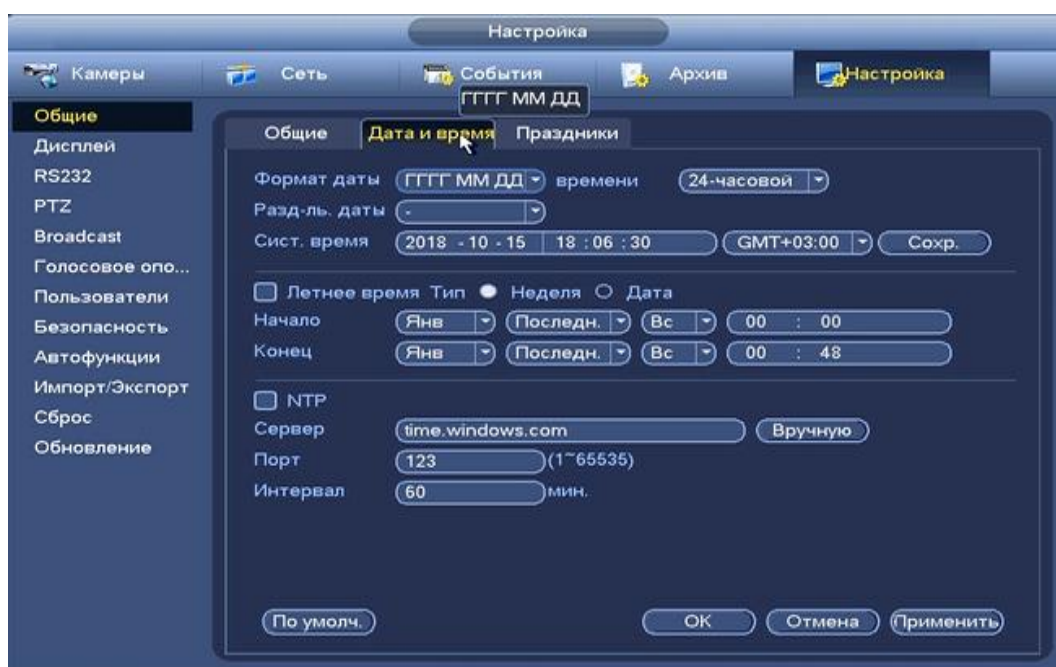 Настройка
Камеры Сеть События Архив Настройка
ГГГГ ММ ДД
Общие
Дисплей
RS232
PTZ
Broadcast
Голосовое опо...
Пользователи
Безопасность
Автофункции
Импорт/Экспорт
Сброс
Обновление
Общие Дата и время Праздники
Формат даты ГГГГ ММ ДД времени 24-часовой
Разд-ль. даты -
Сист. время 2018 - 10 - 15 18 : 06 : 30 GMT+03:00 Сохр.
Летнее время Тип Неделя Дата
Начало Янв Последн. Вс 00 : 00
Конец Янв Последн. Вс 00 : 48
NTP
Сервер time.windows.com Вручную
Порт 123 (1~65535)
Интервал 60 мин.
По умолч. OK Отмена Применить